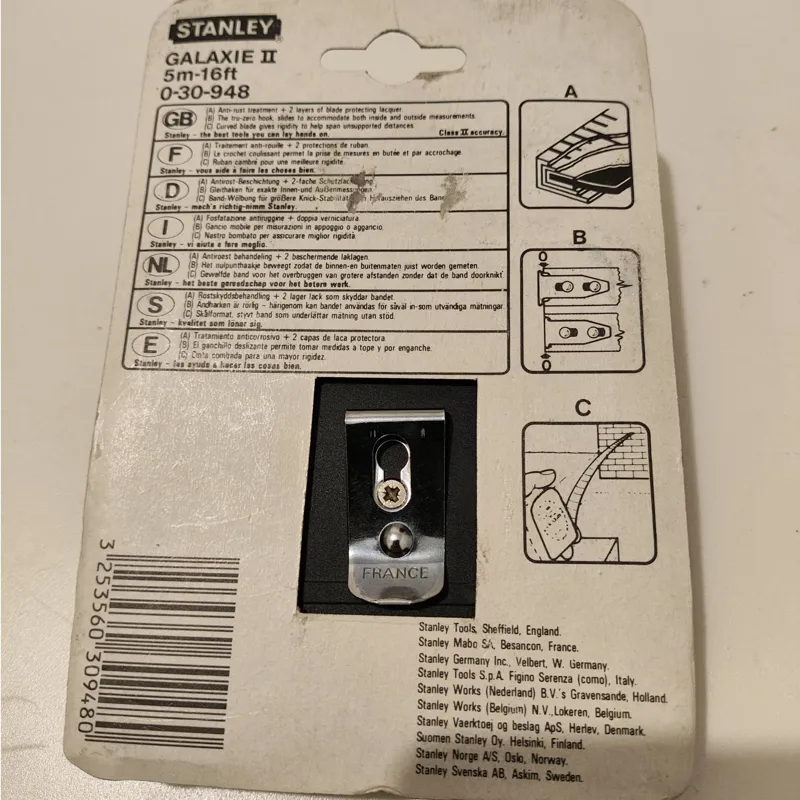 STANLEY
GALAXIE II
5m-16ft
0-30-948
GB
(A) Anti-rust treatment + 2 layers of blade protecting lacquer.
(B) The tru-zero hook, slides to accommodate both inside and outside measurements.
(C) Curved blade gives rigidity to help span unsupported distances.
Stanley - the best tools you can lay hands on. Class II accuracy.
F
(A) Traitement anti-rouille + 2 protections de ruban.
(B) Le crochet coulissant permet la prise de mesures en butée et par accrochage.
(C) Ruban cambré pour une meilleure rigidité.
Stanley - vous aide à faire les choses bien.
D
(A) Antirost-Beschichtung + 2-fache
(B) Gleithaken für exakte Innen-und Außenmessungen.
(C) Band-Wölbung für größere Knick-Stabilität Herausziehen des
Stanley - mach's richtig-nimm Stanley.
I
(A) Fosfatazione antiruggine + doppia verniciatura.
(B) Gancio mobile per misurazioni in appoggio o aggancio.
(C) Nastro bombato per assicurare miglior rigidità.
Stanley - vi aiuta a fare meglio.
NL
(A) Antiroest behandeling + 2 beschermende laklagen.
(B) Het nulpunthaakje beweegt zodat de binnen-en buitenmaten juist worden gemeten.
(C) Gewelfde band voor het overbruggen van grotere afstanden zonder dat de band doorknikt.
Stanley - het beste gereedschap voor het betere werk.
S
(A) Rostskyddsbehandling + 2 lager lack som skyddar bandet.
(B) Ändhaken är rörlig - härigenom kan bandet användas för såväl in-som utvändiga mätningar.
(C) Skålformat, styvt band som underlättar mätning utan stöd.
Stanley - kvalitet som lönar sig.
E
(A) Tratamiento anticorrosivo + 2 capas de laca protectora.
(B) El ganchillo deslizante permite tomar medidas a tope y por enganche.
(C) Cinta combada para una mayor rigidez.
Stanley - les ayuda a hacer las cosas bien.
A
B
0
0
C
FRANCE
3 253560 309480
Stanley Tools, Sheffield, England.
Stanley Mabo SA, Besancon, France.
Stanley Germany Inc., Velbert, W. Germany.
Stanley Tools S.p.A. Figino Serenza (como), Italy.
Stanley Works (Nederland) B.V.'s Gravensande, Holland.
Stanley Works (Belgium) N.V., Lokeren, Belgium.
Stanley Vaerktoej og beslag ApS, Herlev, Denmark.
Suomen Stanley Oy. Helsinki, Finland.
Stanley Norge A/S, Oslo, Norway.
Stanley Svenska AB, Askim, Sweden.